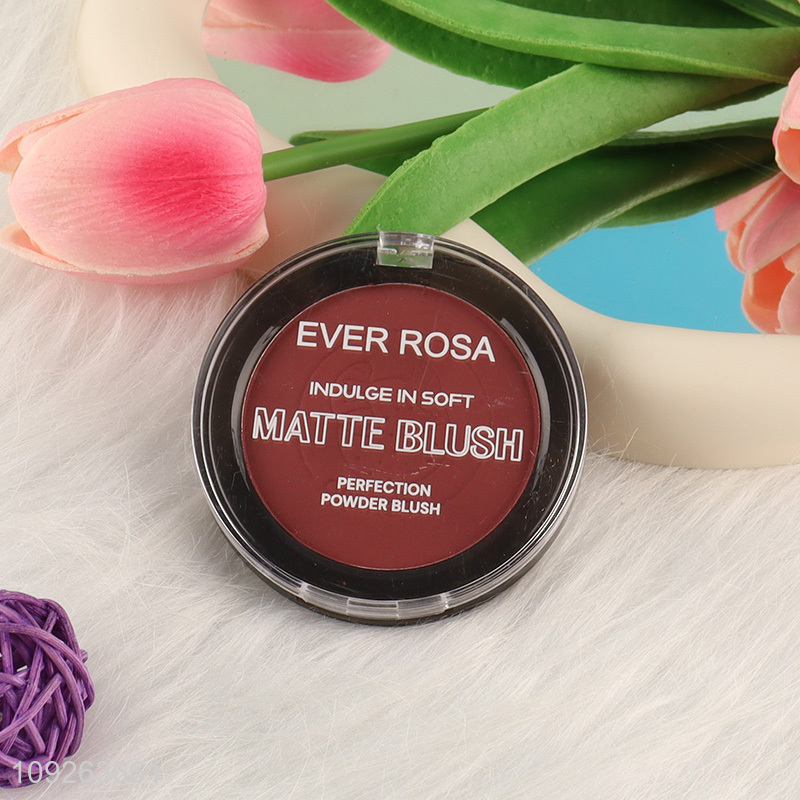 EVER ROSA
INDULGE IN SOFT
MATTE BLUSH
PERFECTION
POWDER BLUSH